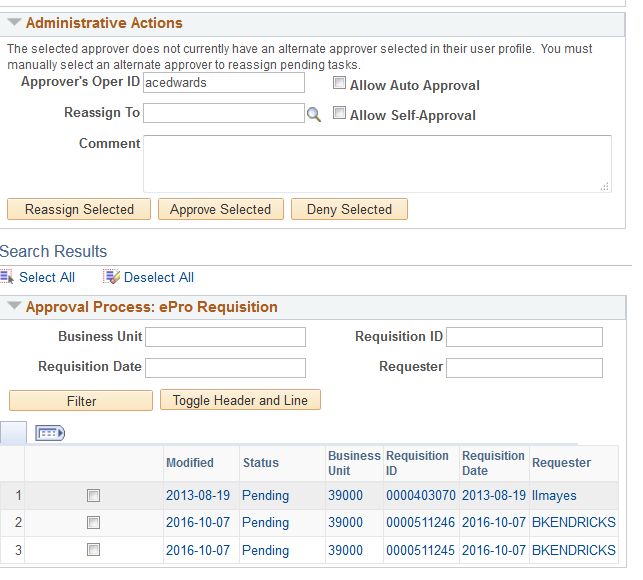 Administrative Actions
The selected approver does not currently have an alternate approver selected in their user profile. You must
manually select an alternate approver to reassign pending tasks.
Approver's Oper ID acedwards Allow Auto Approval
Reassign To Allow Self-Approval
Comment
Reassign Selected Approve Selected Deny Selected
Search Results
Select All Deselect All
Approval Process: ePro Requisition
Business Unit Requisition ID
Requisition Date Requester
Filter Toggle Header and Line
Modified Status Business Unit Requisition ID Requisition Date Requester
1 2013-08-19 Pending 39000 0000403070 2013-08-19 llmayes
2 2016-10-07 Pending 39000 0000511246 2016-10-07 BKENDRICKS
3 2016-10-07 Pending 39000 0000511245 2016-10-07 BKENDRICKS